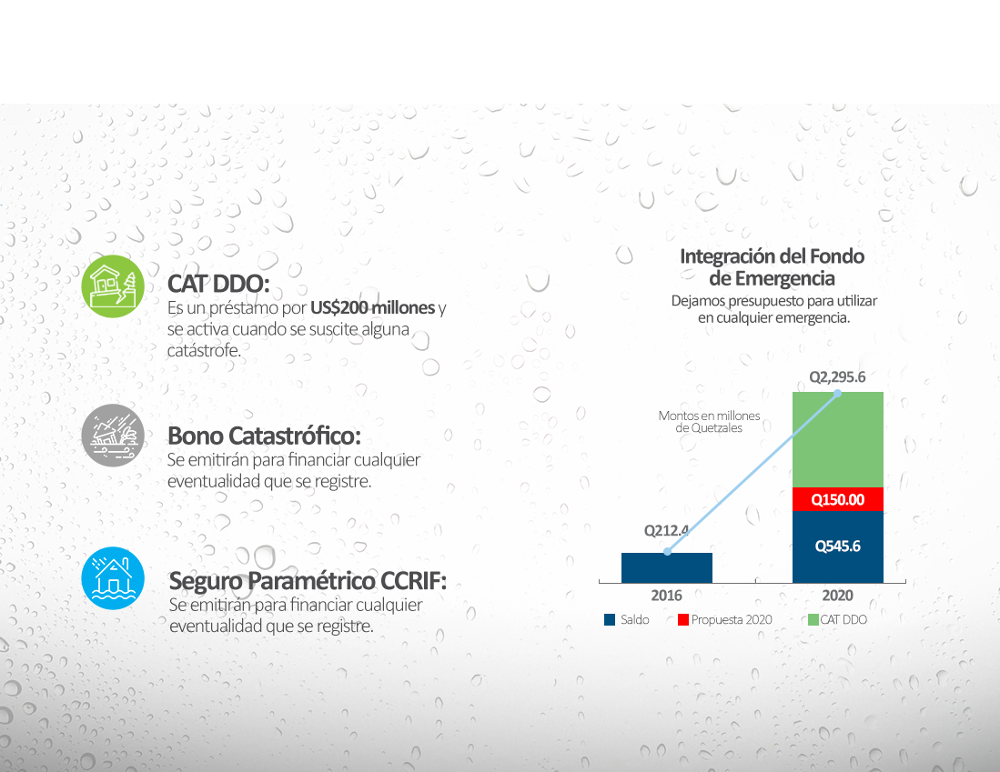 CAT DDO:
Es un préstamo por US$200 millones y
se activa cuando se suscite alguna
catástrofe.
Bono Catastrófico:
Se emitirán para financiar cualquier
eventualidad que se registre.
Seguro Paramétrico CCRIF:
Se emitirán para financiar cualquier
eventualidad que se registre.
Integración del Fondo
de Emergencia
Dejamos presupuesto para utilizar
en cualquier emergencia.
Q2,295.6
Montos en millones
de Quetzales
Q150.00
Q212.4
Q545.6
2016 2020
Saldo Propuesta 2020 CAT DDO